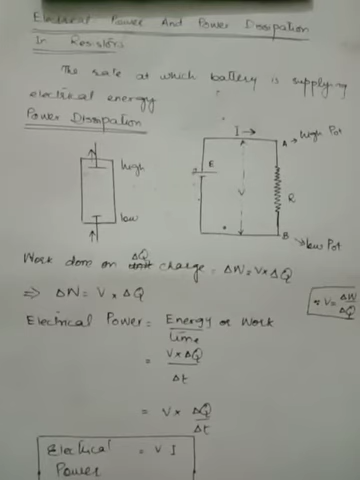 Electrical Power And Power Dissipation
In Resistors
The rate at which battery is supplying
electrical energy
Power Dissipation
high
low
I →
A → high Pot
E
V
R
B → low Pot
Work done on ΔQ charge = ΔW = V × ΔQ
⇒ ΔW = V × ΔQ
∵ V = ΔW/ΔQ
Electrical Power = Energy or Work
time
= V × ΔQ
Δt
= V × ΔQ
Δt
Electrical = V I
Power